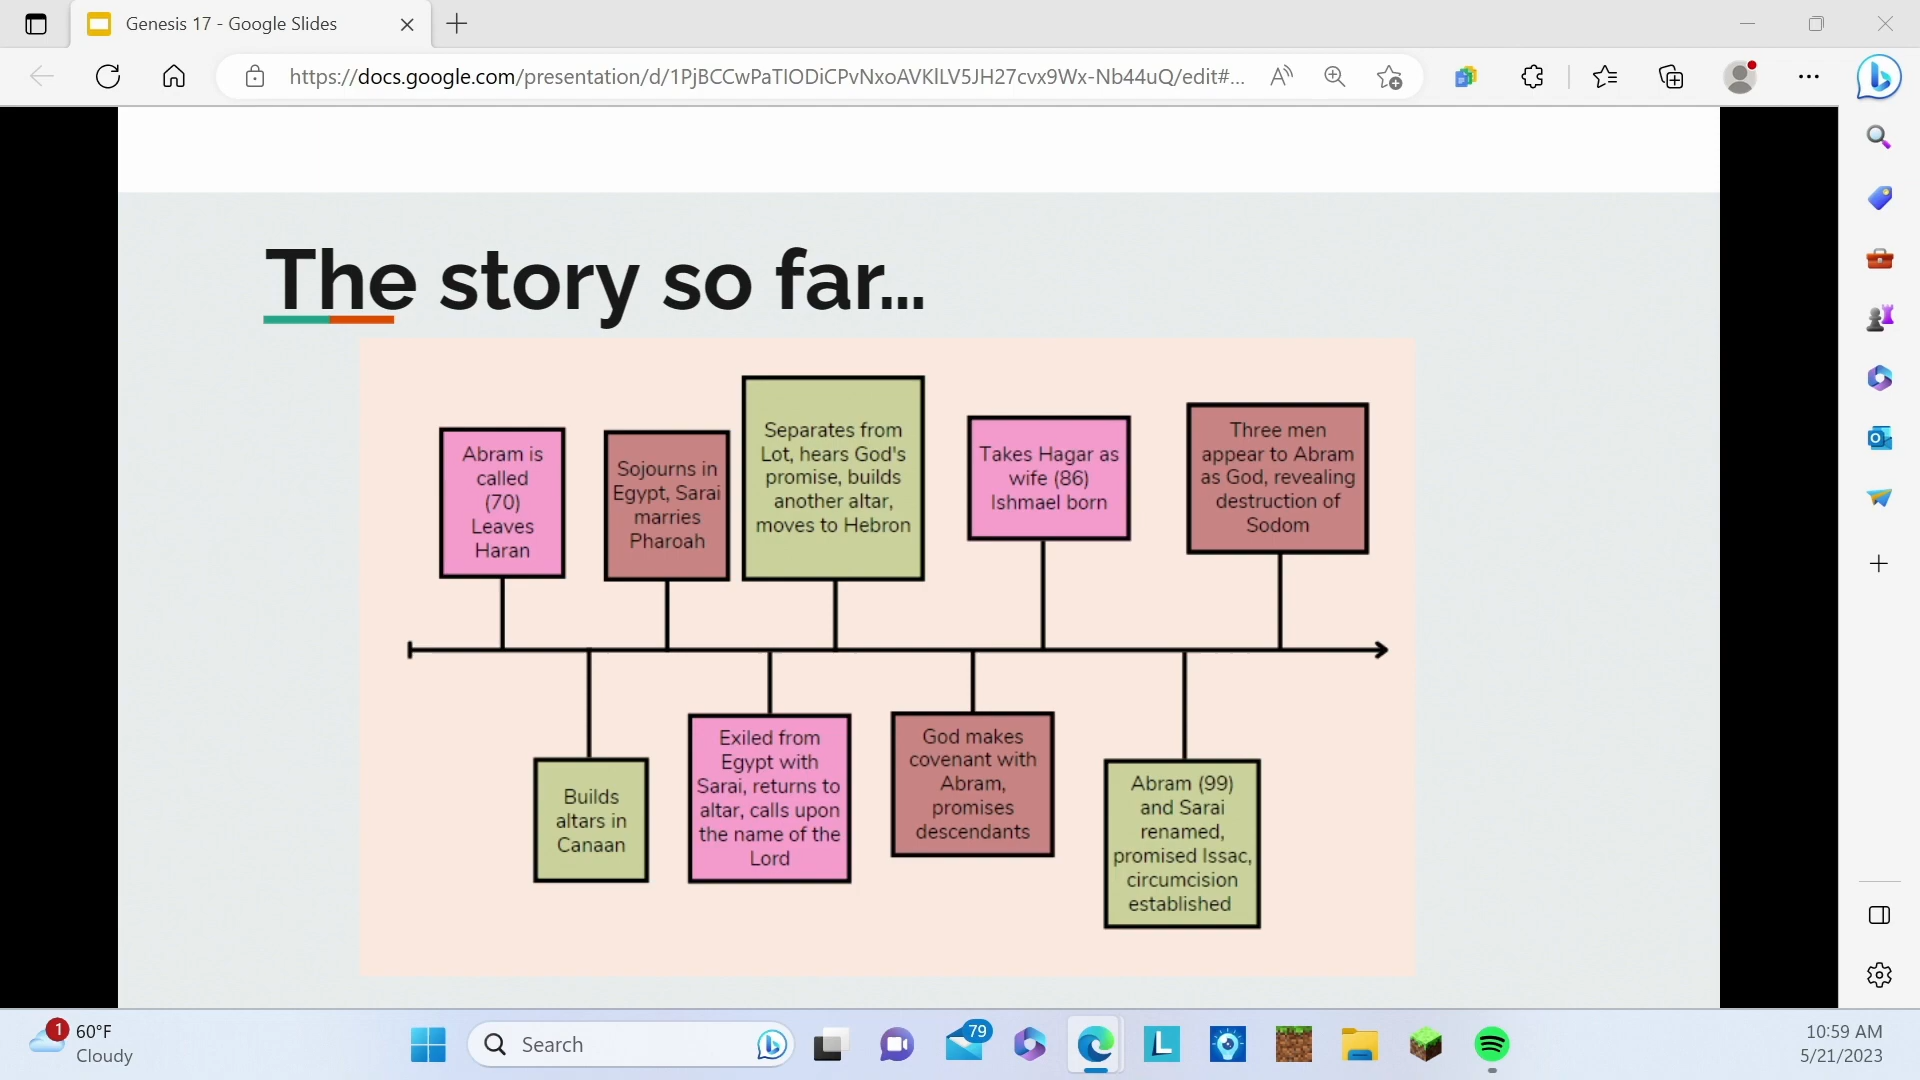 Genesis 17 - Google Slides
https://docs.google.com/presentation/d/1PjBCCwPaTIODiCPvNxoAVKlLV5JH27cvx9Wx-Nb44uQ/edit#...
The story so far...
Abram is
called
(70)
Leaves
Haran
Sojourns in
Egypt, Sarai
marries
Pharoah
Separates from
Lot, hears God's
promise, builds
another altar,
moves to Hebron
Takes Hagar as
wife (86)
Ishmael born
Three men
appear to Abram
as God, revealing
destruction of
Sodom
Builds
altars in
Canaan
Exiled from
Egypt with
Sarai, returns to
altar, calls upon
the name of the
Lord
God makes
covenant with
Abram,
promises
descendants
Abram (99)
and Sarai
renamed,
promised Issac,
circumcision
established
1
60°F
Cloudy
Search
79
L
10:59 AM
5/21/2023